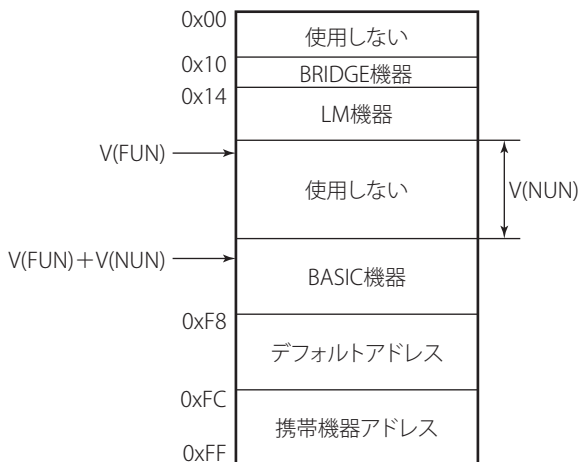 0x00
使用しない
0x10
BRIDGE機器
0x14
LM機器
V(FUN)
使用しない
V(NUN)
V(FUN)+V(NUN)
BASIC機器
0xF8
デフォルトアドレス
0xFC
携帯機器アドレス
0xFF